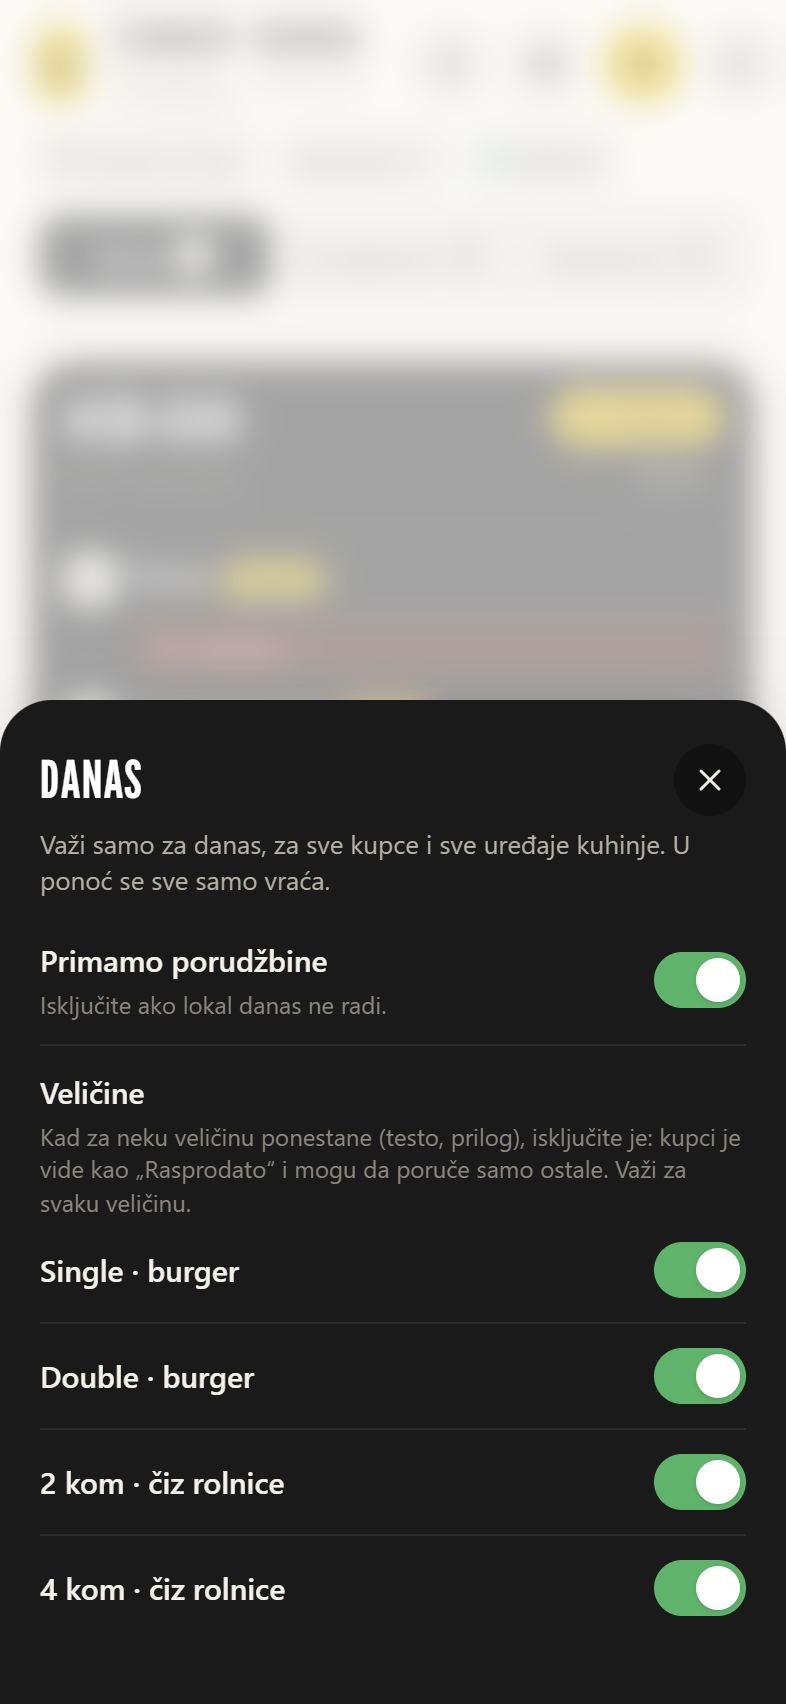 DANAS
Važi samo za danas, za sve kupce i sve uređaje kuhinje. U
ponoć se sve samo vraća.
Primamo porudžbine
Isključite ako lokal danas ne radi.
Veličine
Kad za neku veličinu ponestane (testo, prilog), isključite je: kupci je
vide kao „Rasprodato“ i mogu da poruče samo ostale. Važi za
svaku veličinu.
Single · burger
Double · burger
2 kom · čiz rolnice
4 kom · čiz rolnice